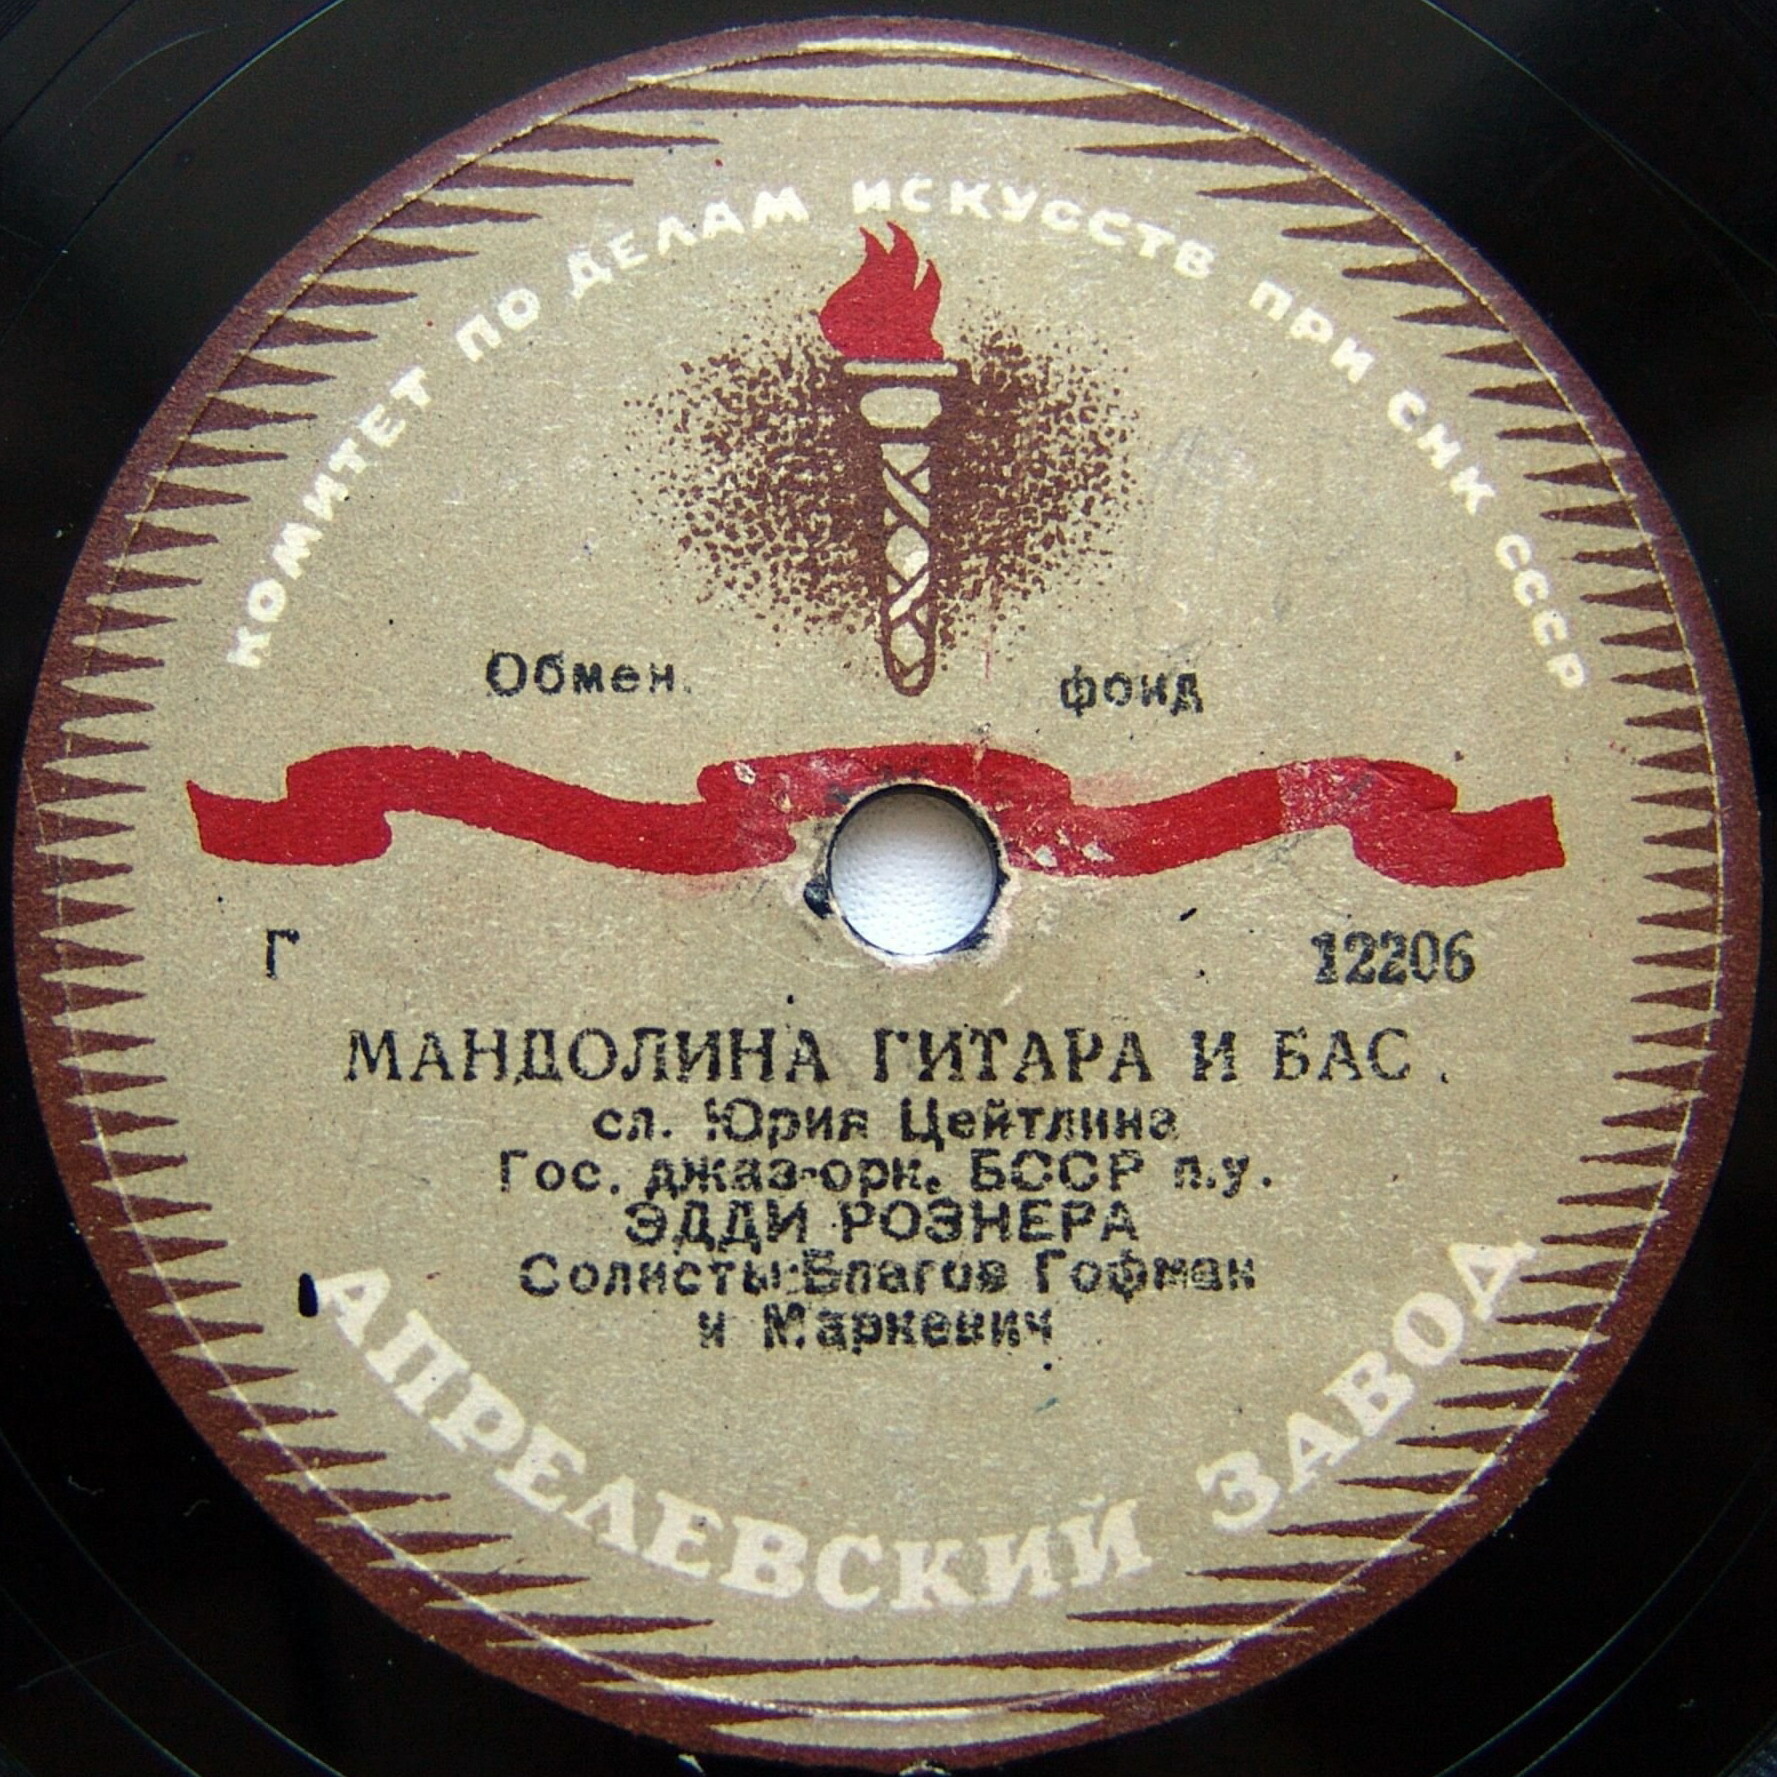 КОМИТЕТ ПО ДЕЛАМ ИСКУССТВ ПРИ СНК СССР
Обмен. фонд
Г 12206
МАНДОЛИНА ГИТАРА И БАС.
сл. Юрия Цейтлина
Гос. джаз-орк. БССР п.у.
ЭДДИ РОЗНЕРА
Солисты: Благов Гофман
и Маркевич
АПРЕЛЕВСКИЙ ЗАВОД